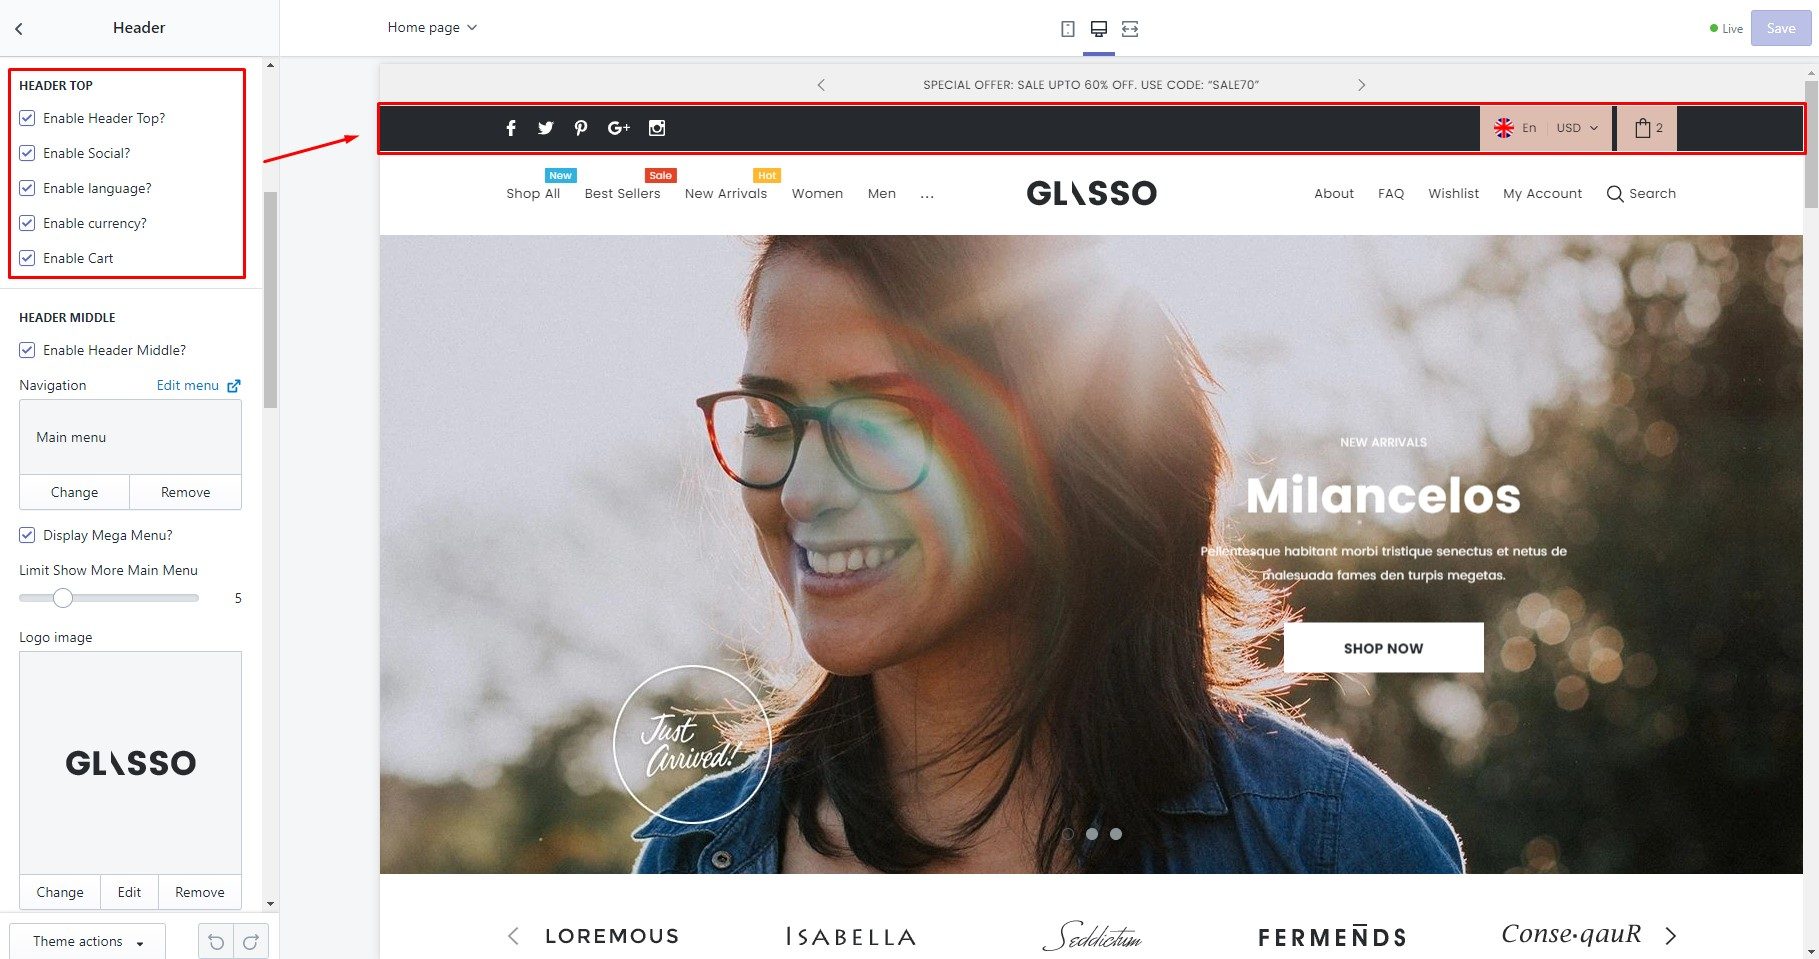 Header
Home page
Live
Save
HEADER TOP
Enable Header Top?
Enable Social?
Enable language?
Enable currency?
Enable Cart
HEADER MIDDLE
Enable Header Middle?
Navigation
Edit menu
Main menu
Change
Remove
Display Mega Menu?
Limit Show More Main Menu
5
Logo image
GLASSO
Change
Edit
Remove
Theme actions
SPECIAL OFFER: SALE UPTO 60% OFF. USE CODE: “SALE70”
G+
En
USD
2
New
Sale
Hot
Shop All
Best Sellers
New Arrivals
Women
Men
...
GLASSO
About
FAQ
Wishlist
My Account
Search
NEW ARRIVALS
Milancelos
Pellentesque habitant morbi tristique senectus et netus de
malesuada fames den turpis megetas.
SHOP NOW
Just
Arrived!
LOREMOUS
ISABELLA
Seddictum
FERMEÑDS
Conse·qauR